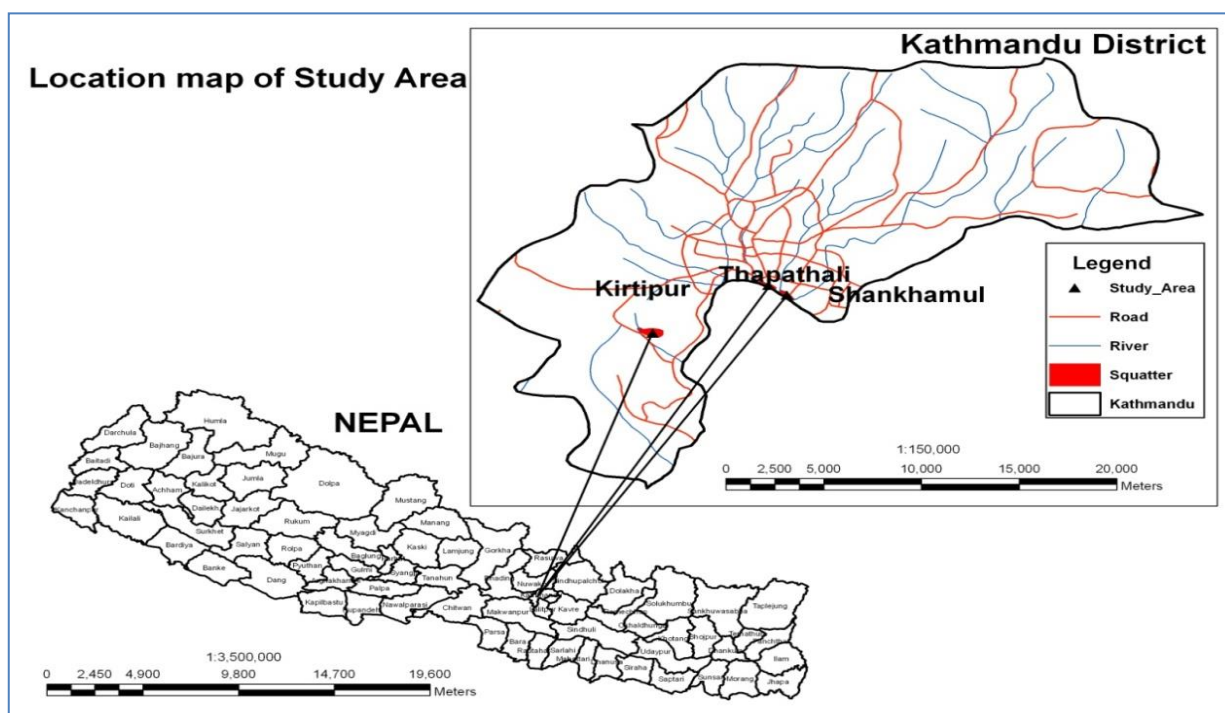 Kathmandu District
Location map of Study Area
Thapathali
Kirtipur
Shankhamul
Legend
Study_Area
Road
River
Squatter
Kathmandu
1:150,000
0 2,500 5,000 10,000 15,000 20,000
Meters
NEPAL
Humla
Darchula
Bajhang
Mugu
Bajura
Baitadi
Jumla
Dolpa
Doti
Kalikot
Achham
Mustang
Kanchanpur
Dailekh
Jajarkot
Kailali
Rukum
Manang
Surkhet
Myagdi
Bardiya
Salyan
Rolpa
Kaski
Lamjung
Gorkha
Baglung
Rasuwa
Banke
Pyuthan
Gulmi
Tanahun
Dang
Palpa
Dolakha
Kapilbastu
Nawalparasi
Chitwan
Makwanpur
Kavre
Solukhumbu
Taplejung
Parsa
Bara
Sindhuli
Khotang
Bhojpur
Sarlahi
Udaypur
Ilam
Siraha
Saptari
Sunsari
Morang
Jhapa
1:3,500,000
0 2,450 4,900 9,800 14,700 19,600
Meters